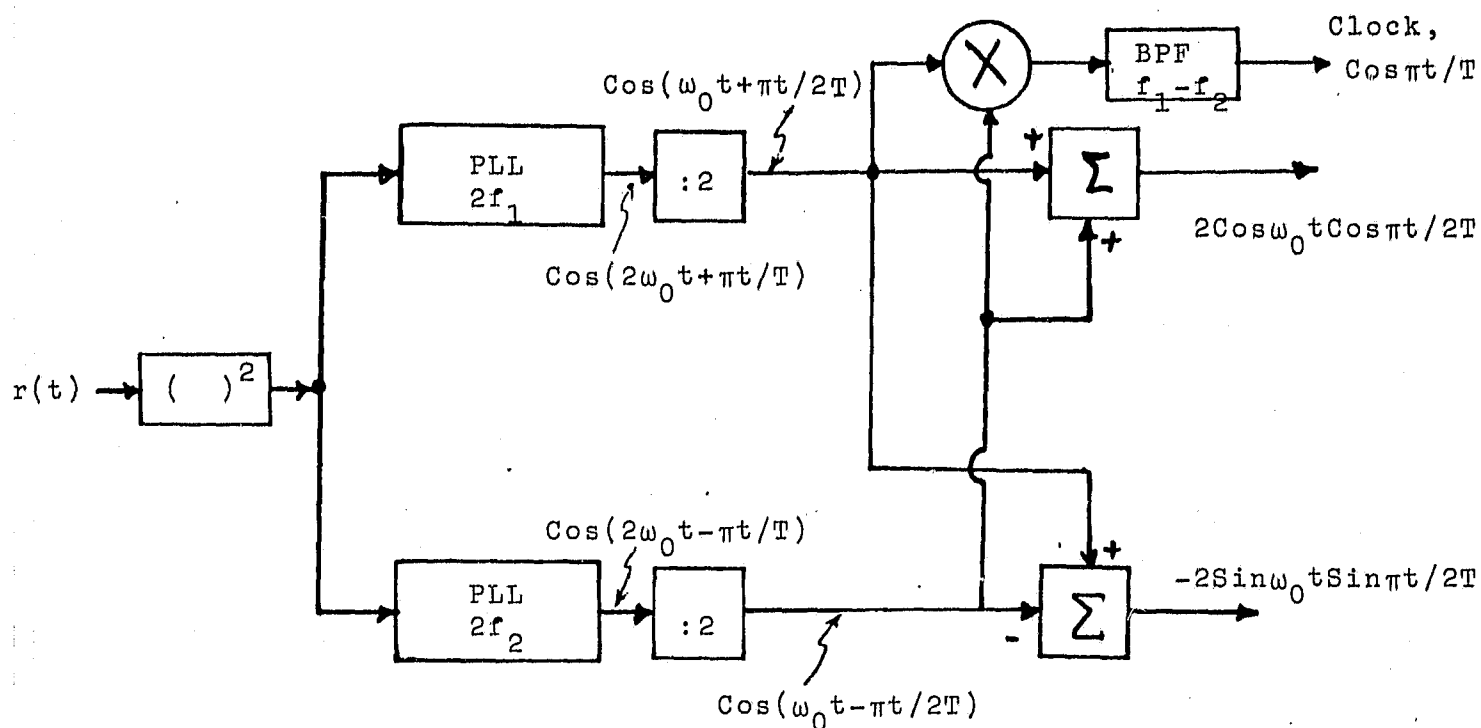 Clock,
Cosπt/T
BPF
f₁-f₂
X
Cos(ω₀t+πt/2T)
+
PLL
2f₁
:2
Σ
+
2Cosω₀tCosπt/2T
Cos(2ω₀t+πt/T)
r(t)
( )²
Cos(2ω₀t-πt/T)
+
-2Sinω₀tSinπt/2T
PLL
2f₂
:2
-
Σ
Cos(ω₀t-πt/2T)